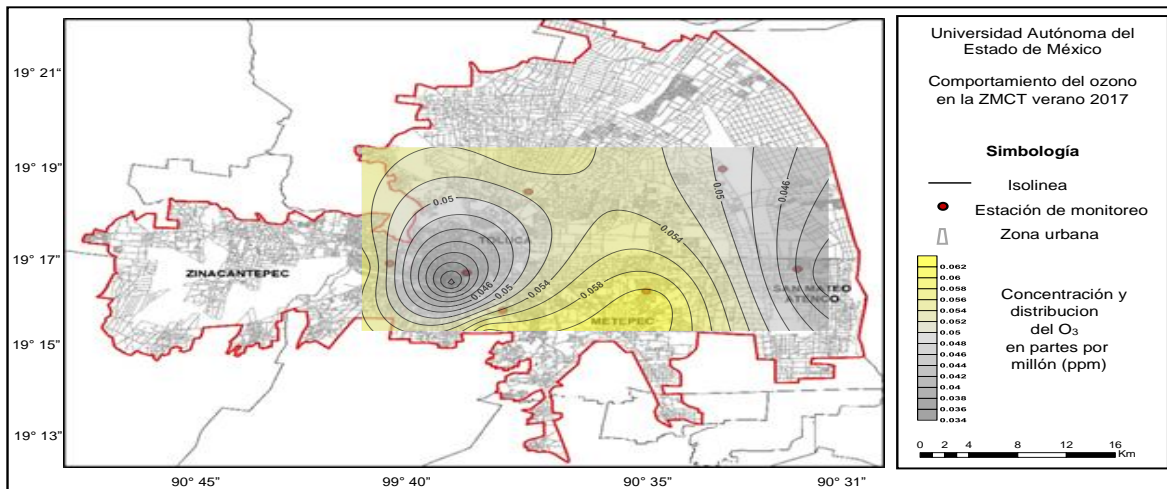 19° 21“
19° 19“
19° 17“
19° 15“
19° 13“
90° 45”
99° 40”
90° 35”
90° 31”
ZINACANTEPEC
TOLUCA
METEPEC
SAN MATEO
ATENCO
0.05
0.046
0.05
0.054
0.058
0.054
0.05
0.046
Universidad Autónoma del
Estado de México
Comportamiento del ozono
en la ZMCT verano 2017
Simbología
Isolinea
Estación de monitoreo
Zona urbana
0.062
0.06
0.058
0.056
0.054
0.052
0.05
0.048
0.046
0.044
0.042
0.04
0.038
0.036
0.034
Concentración y
distribucion
del O₃
en partes por
millón (ppm)
0 2 4 8 12 16
Km